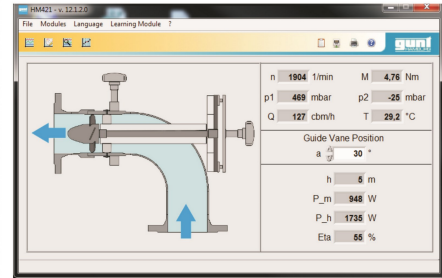 HM421 - v. 12.1.2.0
File Modules Language Learning Module ?
gunt
n 1904 1/min M 4,76 Nm
p1 469 mbar p2 -25 mbar
Q 127 cbm/h T 29,2 °C
Guide Vane Position
a 30 °
h 5 m
P_m 948 W
P_h 1735 W
Eta 55 %